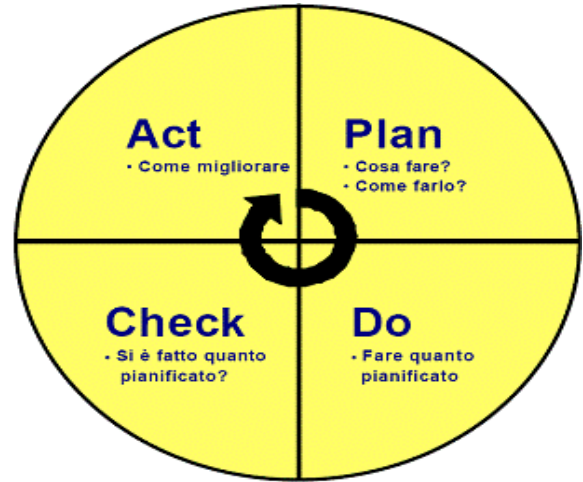 Act
• Come migliorare
Plan
• Cosa fare?
• Come farlo?
Check
• Si è fatto quanto
pianificato?
Do
• Fare quanto
pianificato